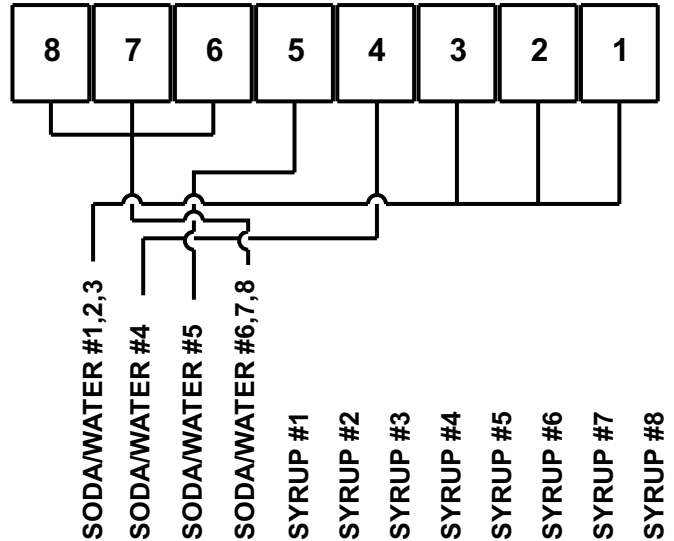 8 7 6 5 4 3 2 1
SODA/WATER #1,2,3
SODA/WATER #4
SODA/WATER #5
SODA/WATER #6,7,8
SYRUP #1
SYRUP #2
SYRUP #3
SYRUP #4
SYRUP #5
SYRUP #6
SYRUP #7
SYRUP #8